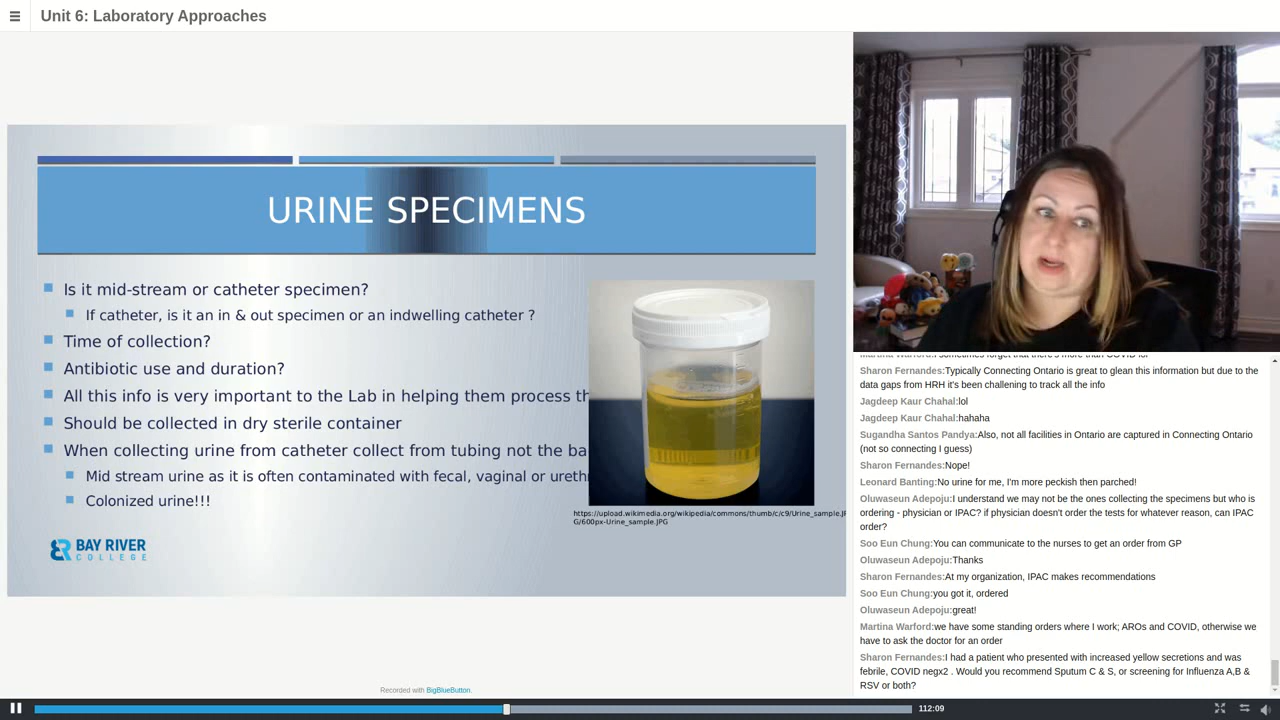 Unit 6: Laboratory Approaches
URINE SPECIMENS
Is it mid-stream or catheter specimen?
If catheter, is it an in & out specimen or an indwelling catheter ?
Time of collection?
Antibiotic use and duration?
All this info is very important to the Lab in helping them process th
Should be collected in dry sterile container
When collecting urine from catheter collect from tubing not the ba
Mid stream urine as it is often contaminated with fecal, vaginal or urethr
Colonized urine!!!
https://upload.wikimedia.org/wikipedia/commons/thumb/c/c9/Urine_sample.JP
G/600px-Urine_sample.JPG
BAY RIVER
COLLEGE
Recorded with BigBlueButton.
Martina Warford:I sometimes forget that there's more than COVID lol
Sharon Fernandes:Typically Connecting Ontario is great to glean this information but due to the
data gaps from HRH it's been challening to track all the info
Jagdeep Kaur Chahal:lol
Jagdeep Kaur Chahal:hahaha
Sugandha Santos Pandya:Also, not all facilities in Ontario are captured in Connecting Ontario
(not so connecting I guess)
Sharon Fernandes:Nope!
Leonard Banting:No urine for me, I'm more peckish then parched!
Oluwaseun Adepoju:I understand we may not be the ones collecting the specimens but who is
ordering - physician or IPAC? if physician doesn't order the tests for whatever reason, can IPAC
order?
Soo Eun Chung:You can communicate to the nurses to get an order from GP
Oluwaseun Adepoju:Thanks
Sharon Fernandes:At my organization, IPAC makes recommendations
Soo Eun Chung:you got it, ordered
Oluwaseun Adepoju:great!
Martina Warford:we have some standing orders where I work; AROs and COVID, otherwise we
have to ask the doctor for an order
Sharon Fernandes:I had a patient who presented with increased yellow secretions and was
febrile, COVID negx2 . Would you recommend Sputum C & S, or screening for Influenza A,B &
RSV or both?
112:09